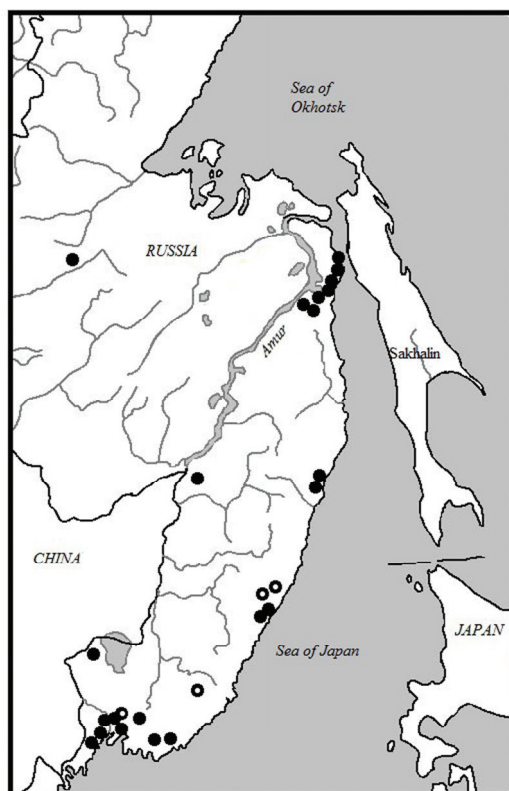 Sea of
Okhotsk
RUSSIA
Amur
Sakhalin
CHINA
JAPAN
Sea of Japan